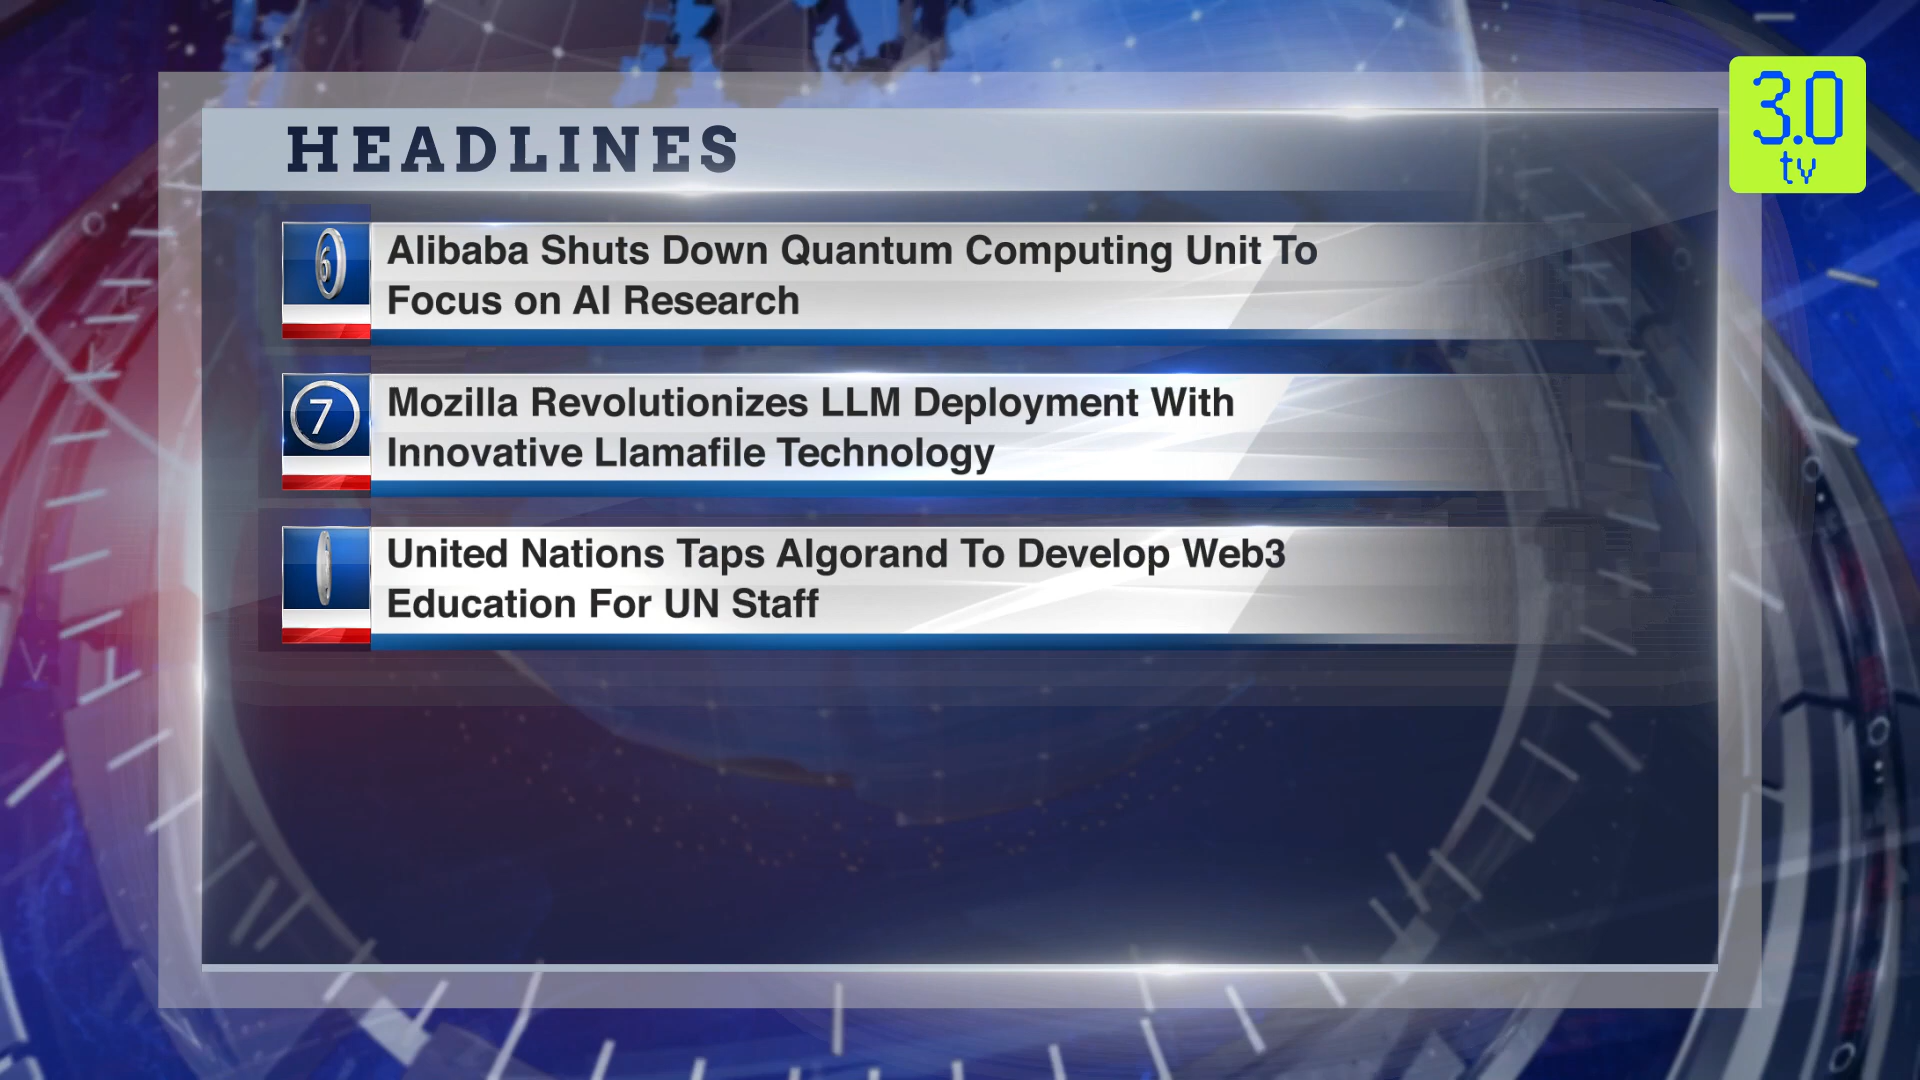 HEADLINES
3.0
tv
6
Alibaba Shuts Down Quantum Computing Unit To
Focus on AI Research
7
Mozilla Revolutionizes LLM Deployment With
Innovative Llamafile Technology
United Nations Taps Algorand To Develop Web3
Education For UN Staff